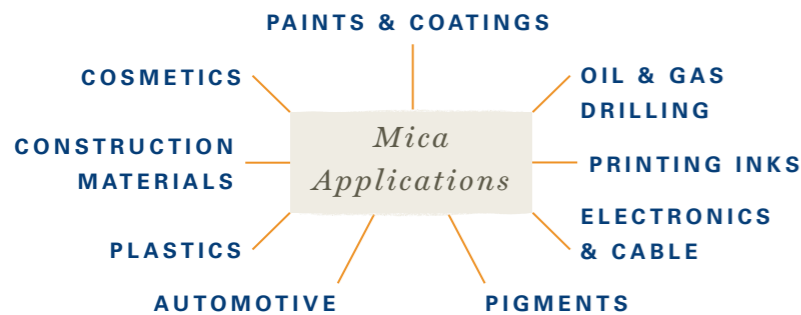 PAINTS & COATINGS
COSMETICS
OIL & GAS
DRILLING
Mica
Applications
CONSTRUCTION
MATERIALS
PRINTING INKS
ELECTRONICS
& CABLE
PLASTICS
AUTOMOTIVE
PIGMENTS